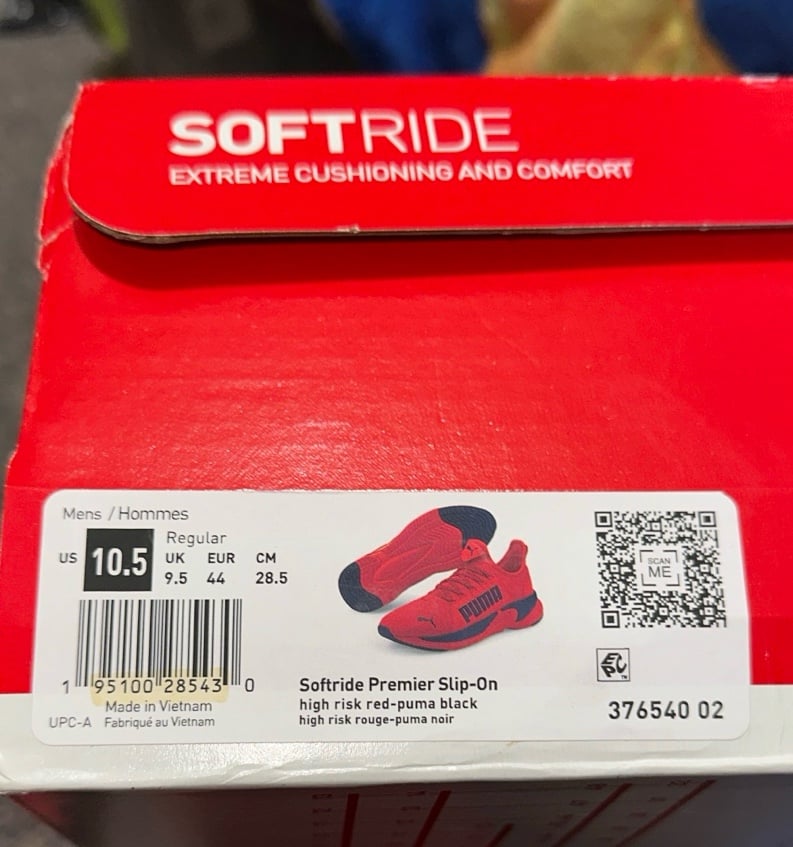 SOFTRIDE
EXTREME CUSHIONING AND COMFORT
Mens / Hommes
Regular
US 10.5 UK EUR CM
9.5 44 28.5
PUMA
SCAN
ME
1 95100 28543 0
Made in Vietnam
UPC-A Fabriqué au Vietnam
Softride Premier Slip-On
high risk red-puma black
high risk rouge-puma noir
EPC TM
376540 02